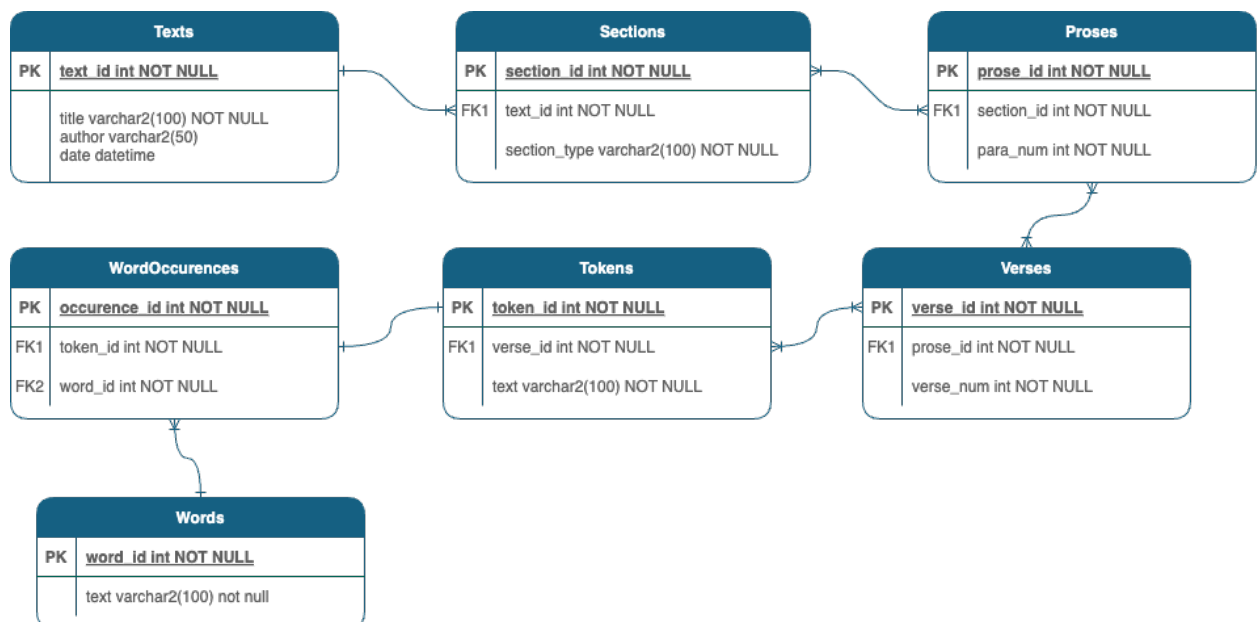 Texts
PK text_id int NOT NULL
title varchar2(100) NOT NULL
author varchar2(50)
date datetime
Sections
PK section_id int NOT NULL
FK1 text_id int NOT NULL
section_type varchar2(100) NOT NULL
Proses
PK prose_id int NOT NULL
FK1 section_id int NOT NULL
para_num int NOT NULL
WordOccurences
PK occurence_id int NOT NULL
FK1 token_id int NOT NULL
FK2 word_id int NOT NULL
Tokens
PK token_id int NOT NULL
FK1 verse_id int NOT NULL
text varchar2(100) NOT NULL
Verses
PK verse_id int NOT NULL
FK1 prose_id int NOT NULL
verse_num int NOT NULL
Words
PK word_id int NOT NULL
text varchar2(100) not null